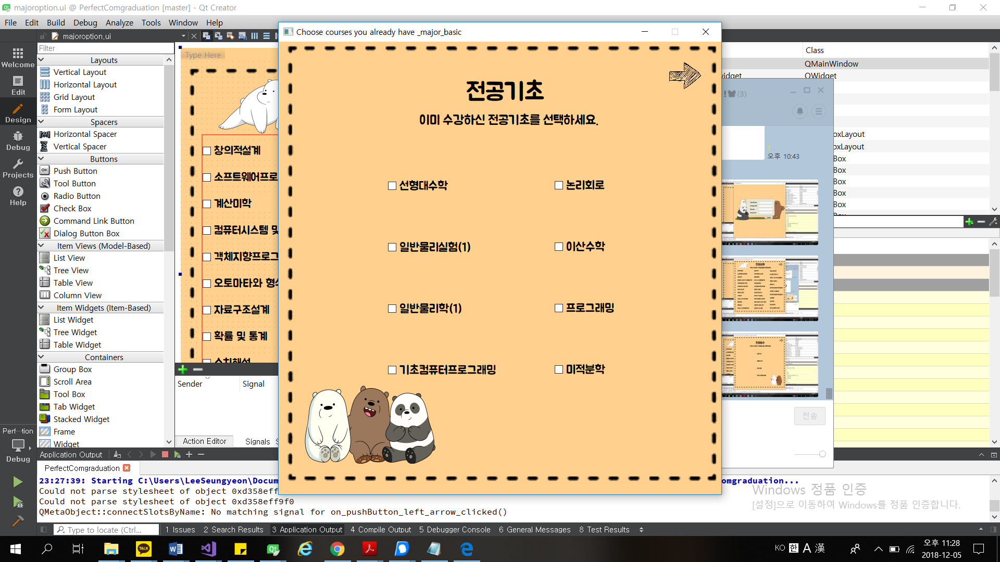 majoroption.ui @ PerfectComgraduation [master] - Qt Creator
File Edit Build Debug Analyze Tools Window Help
majoroption.ui
Filter
Layouts
Vertical Layout
Horizontal Layout
Grid Layout
Form Layout
Spacers
Horizontal Spacer
Vertical Spacer
Buttons
Push Button
Tool Button
Radio Button
Check Box
Command Link Button
Dialog Button Box
Item Views (Model-Based)
List View
Tree View
Table View
Column View
Item Widgets (Item-Based)
List Widget
Tree Widget
Table Widget
Containers
Group Box
Scroll Area
Tool Box
Tab Widget
Stacked Widget
Frame
Widget
Welcome
Edit
Design
Debug
Projects
Help
Perf···tion
Debug
Type Here
창의적설계
소프트웨어프로
계산미학
컴퓨터시스템 및
객체지향프로그
오토마타와 형식
자료구조설계
확률 및 통계
수치해석
Sender Signal
Action Editor Signals
Choose courses you already have _major_basic
전공기초
이미 수강하신 전공기초를 선택하세요.
선형대수학
논리회로
일반물리실험(1)
이산수학
일반물리학(1)
프로그래밍
기초컴퓨터프로그래밍
미적분학
Class
QMainWindow
QWidget
(3)
1
오후 10:43
oxLayout
oxLayout
Box
Box
Box
Box
Box
전송
Application Output
PerfectComgraduation
23:27:39: Starting C:\Users\LeeSeungyeon\Docum
omgraduation...
Could not parse stylesheet of object 0xd358eff
Could not parse stylesheet of object 0xd358eff9f0
QMetaObject::connectSlotsByName: No matching signal for on_pushButton_left_arrow_clicked()
Windows 정품 인증
[설정]으로 이동하여 Windows를 정품 인증합니다.
Type to locate (Ctrl...
1 Issues 2 Search Results 3 Application Output 4 Compile Output 5 Debugger Console 6 General Messages 8 Test Results
TALK
KO 한 A 漢
오후 11:28
2018-12-05